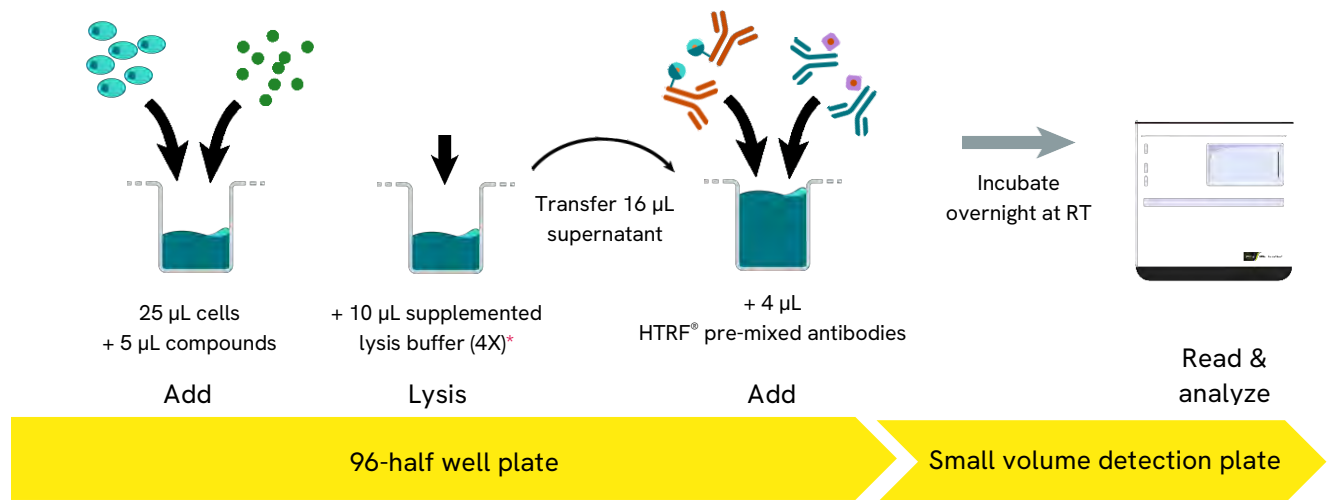 25 µL cells
+ 5 µL compounds
Add
+ 10 µL supplemented
lysis buffer (4X)*
Lysis
Transfer 16 µL
supernatant
+ 4 µL
HTRF® pre-mixed antibodies
Add
Incubate
overnight at RT
Read &
analyze
96-half well plate
Small volume detection plate